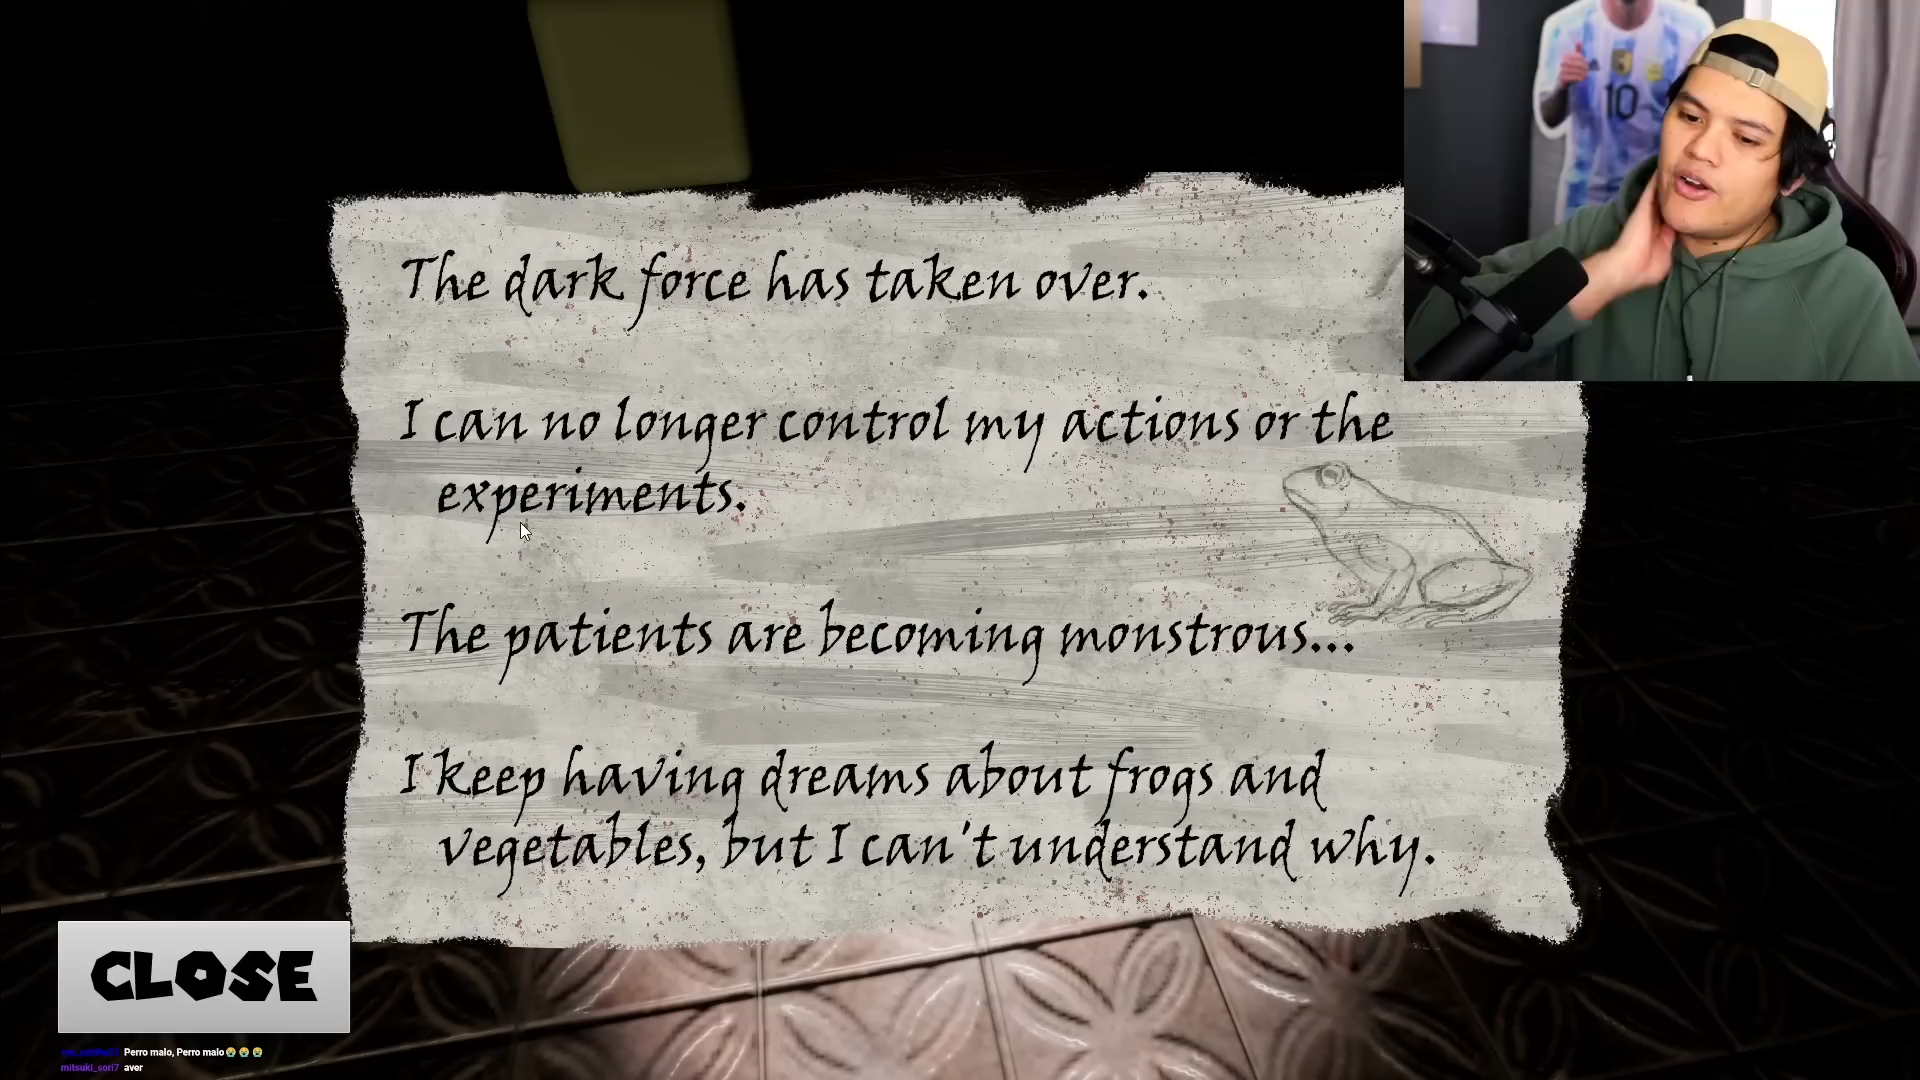 The dark force has taken over.
I can no longer control my actions or the
experiments.
The patients are becoming monstrous...
I keep having dreams about frogs and
vegetables, but I can't understand why.
10
CLOSE
Perro malo, Perro malo😭😭😭
mitsuki_sori7 aver